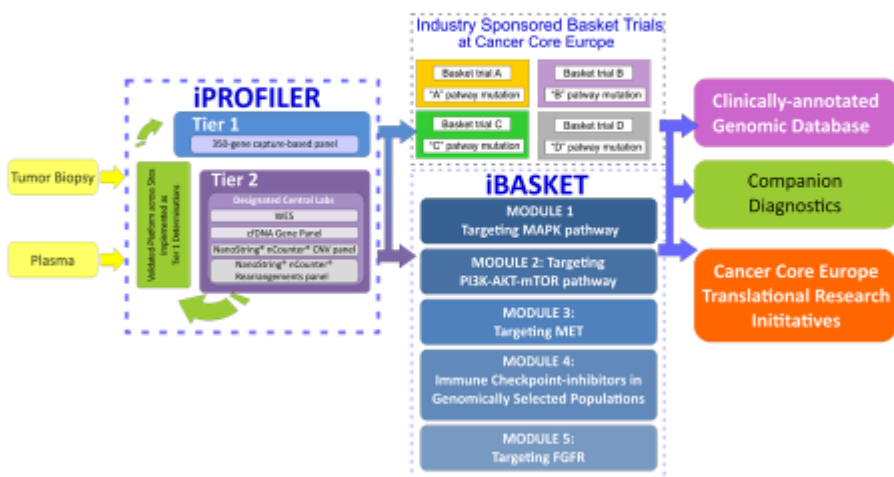 Industry Sponsored Basket Trials
at Cancer Core Europe
Basket trial A
"A" patway mutation
Basket trial B
"B" patway mutation
Basket trial C
"C" patway mutation
Basket trial D
"D" patway mutation
iPROFILER
Tier 1
350-gene capture-based panel
Tier 2
Designated Central Labs
WES
cfDNA Gene Panel
NanoString® nCounter® CNV panel
NanoString® nCounter®
Rearrangements panel
Validated-Platform across Sites
Implemented as
Tier 1 Determinations
Tumor Biopsy
Plasma
iBASKET
MODULE 1
Targeting MAPK pathway
MODULE 2: Targeting
PI3K-AKT-mTOR pathway
MODULE 3:
Targeting MET
MODULE 4:
Immune Checkpoint-inhibitors in
Genomically Selected Populations
MODULE 5:
Targeting FGFR
Clinically-annotated
Genomic Database
Companion
Diagnostics
Cancer Core Europe
Translational Research
Inititatives